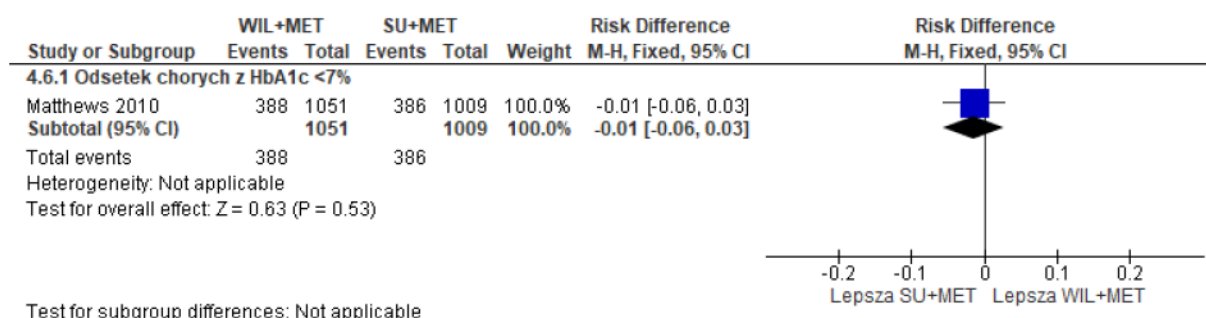 WIL+MET SU+MET Risk Difference Risk Difference
Study or Subgroup Events Total Events Total Weight M-H, Fixed, 95% CI M-H, Fixed, 95% CI
4.6.1 Odsetek chorych z HbA1c <7%
Matthews 2010 388 1051 386 1009 100.0% -0.01 [-0.06, 0.03]
Subtotal (95% CI) 1051 1009 100.0% -0.01 [-0.06, 0.03]
Total events 388 386
Heterogeneity: Not applicable
Test for overall effect: Z = 0.63 (P = 0.53)
-0.2 -0.1 0 0.1 0.2
Lepsza SU+MET Lepsza WIL+MET
Test for subgroup differences: Not applicable